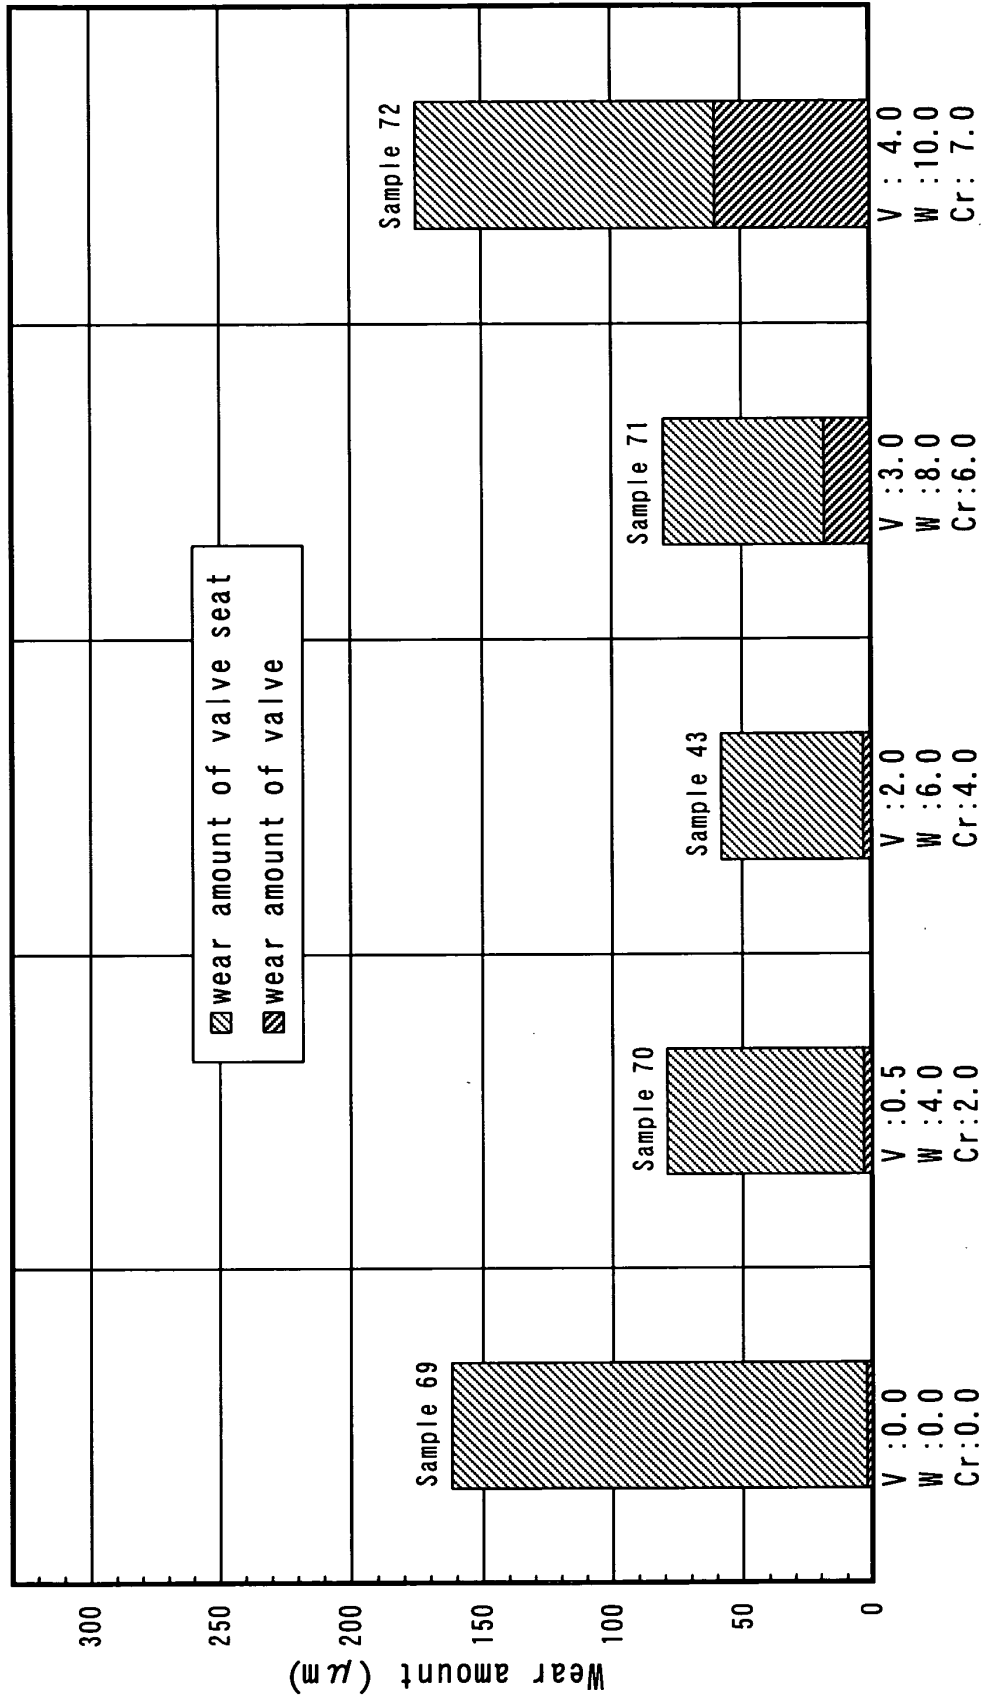 Wear amount (μm)
300
250
200
150
100
50
0
wear amount of valve seat
wear amount of valve
Sample 69
Sample 70
Sample 43
Sample 71
Sample 72
V :0.0
W :0.0
Cr:0.0
V :0.5
W :4.0
Cr:2.0
V :2.0
W :6.0
Cr:4.0
V :3.0
W :8.0
Cr:6.0
V : 4.0
W :10.0
Cr: 7.0